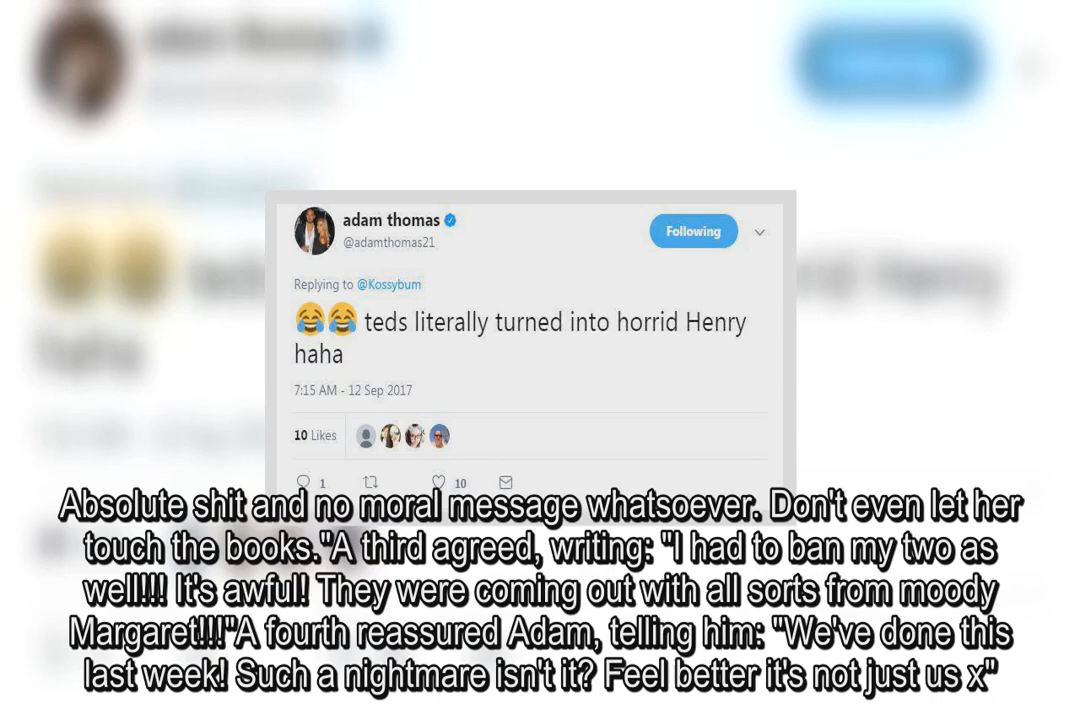 adam thomas
@adamthomas21
Following
Replying to @Kossybum
😂😂 teds literally turned into horrid Henry
haha
7:15 AM - 12 Sep 2017
10 Likes
1 10
Absolute shit and no moral message whatsoever. Don't even let her
touch the books."A third agreed, writing: "I had to ban my two as
well!!! It's awful! They were coming out with all sorts from moody
Margaret!!!"A fourth reassured Adam, telling him: "We've done this
last week! Such a nightmare isn't it? Feel better it's not just us x"